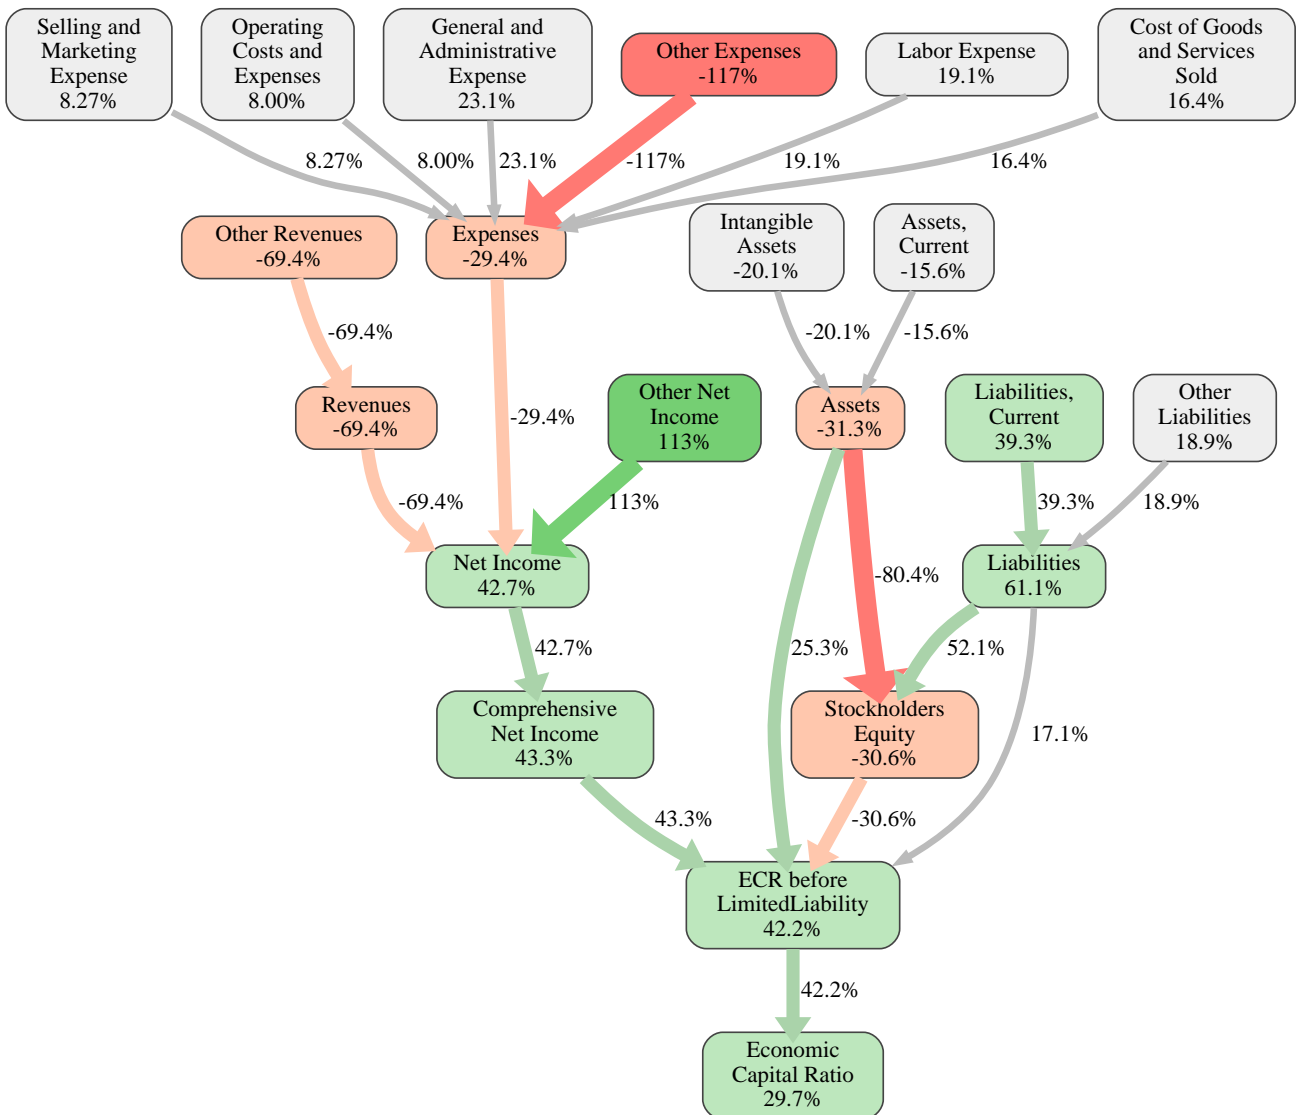 Selling and
Marketing
Expense
8.27%
Operating
Costs and
Expenses
8.00%
General and
Administrative
Expense
23.1%
Other Expenses
-117%
Labor Expense
19.1%
Cost of Goods
and Services
Sold
16.4%
8.27%
8.00%
23.1%
-117%
19.1%
16.4%
Other Revenues
-69.4%
Expenses
-29.4%
Intangible
Assets
-20.1%
Assets,
Current
-15.6%
-69.4%
-20.1%
-15.6%
Revenues
-69.4%
-29.4%
Other Net
Income
113%
Assets
-31.3%
Liabilities,
Current
39.3%
Other
Liabilities
18.9%
-69.4%
113%
39.3%
18.9%
Net Income
42.7%
-80.4%
Liabilities
61.1%
42.7%
25.3%
52.1%
Comprehensive
Net Income
43.3%
Stockholders
Equity
-30.6%
17.1%
43.3%
-30.6%
ECR before
LimitedLiability
42.2%
42.2%
Economic
Capital Ratio
29.7%